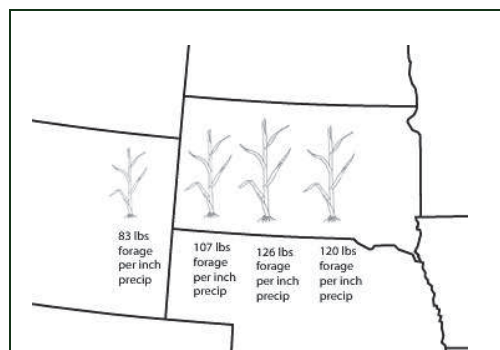 83 lbs
forage
per inch
precip
107 lbs
forage
per inch
precip
126 lbs
forage
per inch
precip
120 lbs
forage
per inch
precip